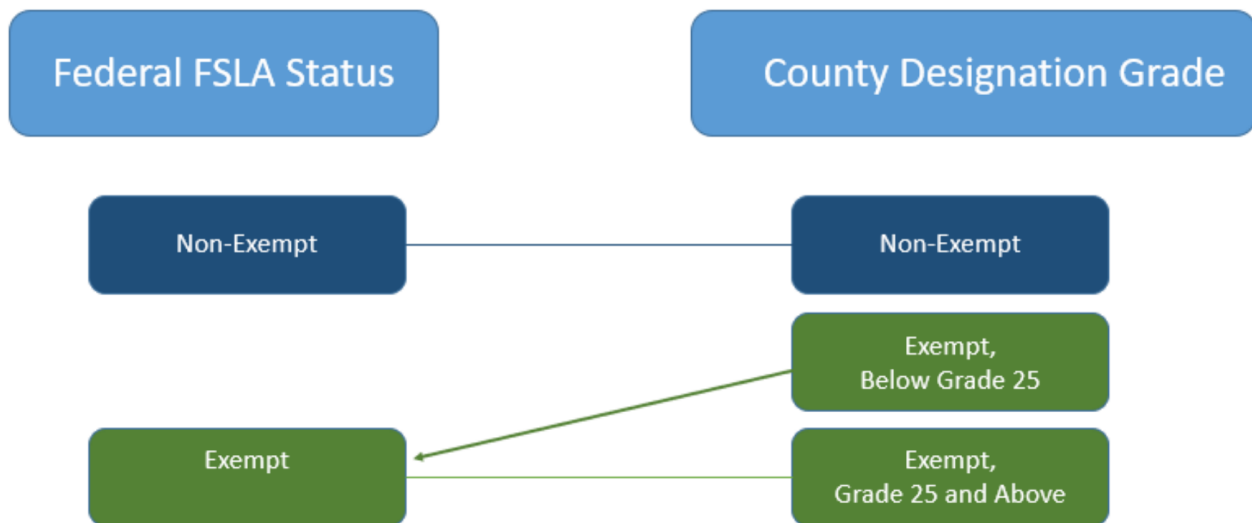 Federal FSLA Status
County Designation Grade
Non-Exempt
Non-Exempt
Exempt,
Below Grade 25
Exempt
Exempt,
Grade 25 and Above